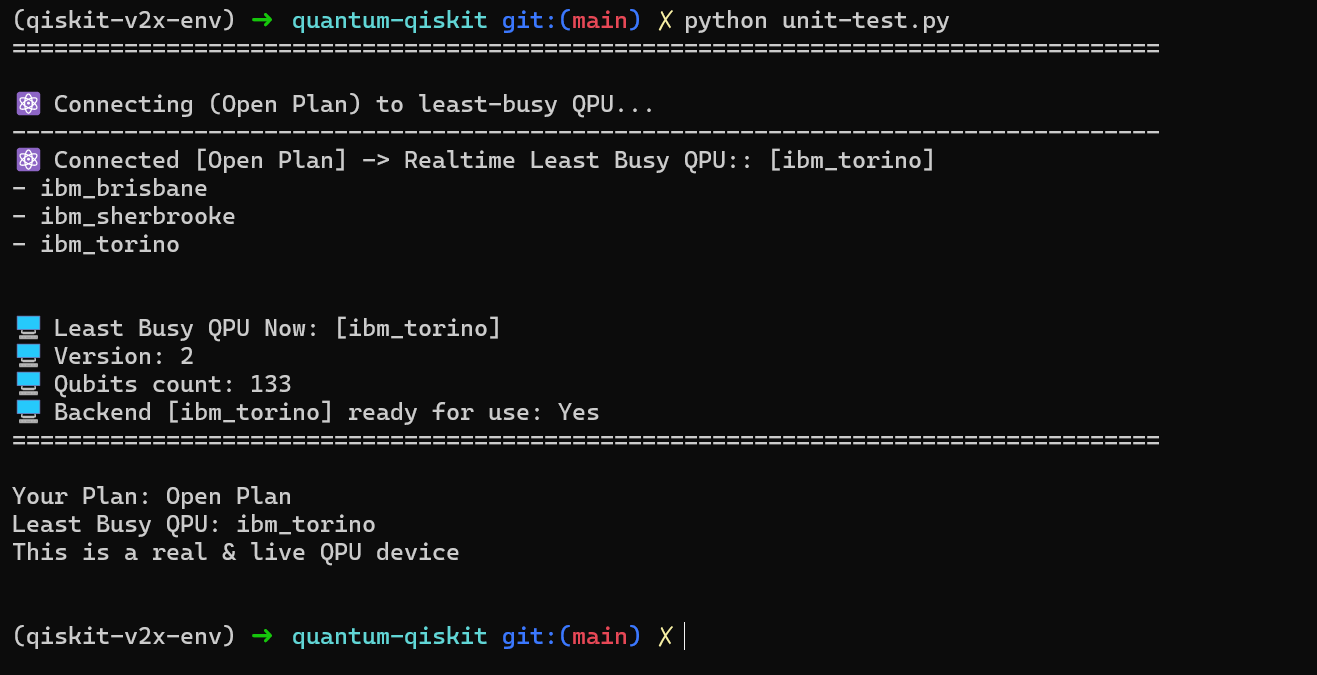 (qiskit-v2x-env) ➜ quantum-qiskit git:(main) ✗ python unit-test.py
==================================================================================
⚛️ Connecting (Open Plan) to least-busy QPU...
----------------------------------------------------------------------------------
⚛️ Connected [Open Plan] -> Realtime Least Busy QPU:: [ibm_torino]
- ibm_brisbane
- ibm_sherbrooke
- ibm_torino
🖥️ Least Busy QPU Now: [ibm_torino]
🖥️ Version: 2
🖥️ Qubits count: 133
🖥️ Backend [ibm_torino] ready for use: Yes
==================================================================================
Your Plan: Open Plan
Least Busy QPU: ibm_torino
This is a real & live QPU device
(qiskit-v2x-env) ➜ quantum-qiskit git:(main) ✗